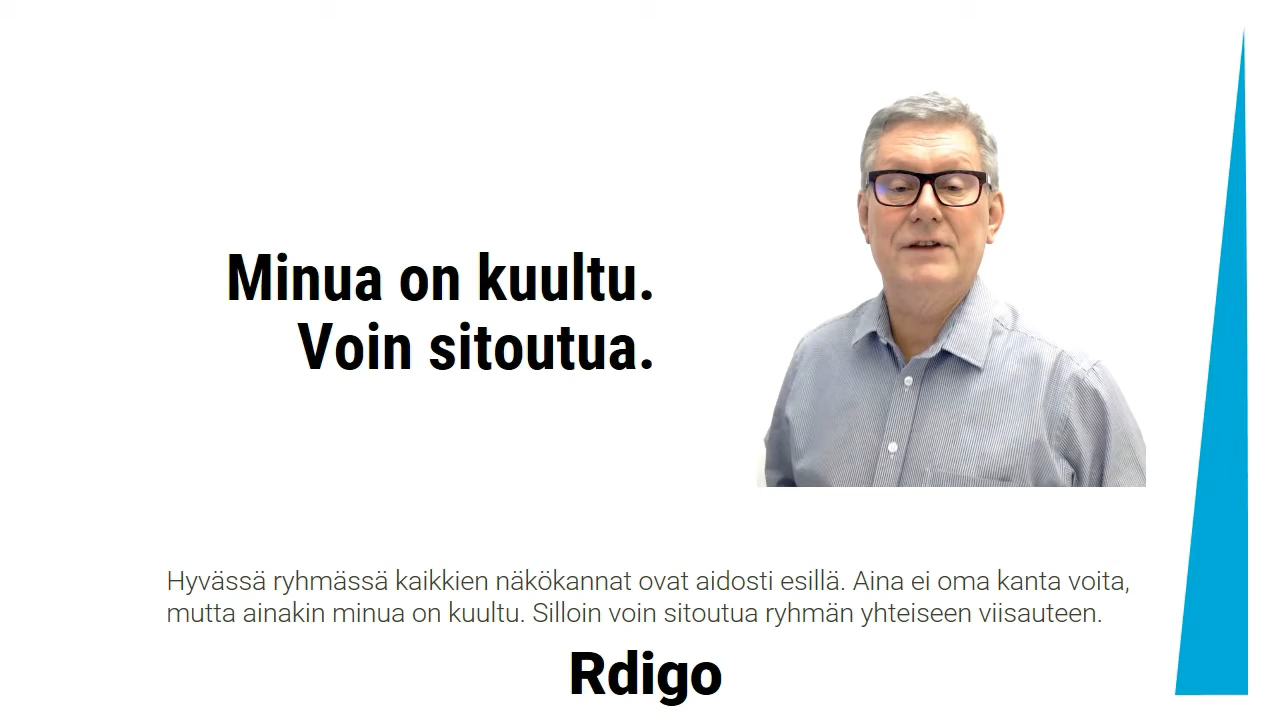 Minua on kuultu.
Voin sitoutua.
Hyvässä ryhmässä kaikkien näkökannat ovat aidosti esillä. Aina ei oma kanta voita,
mutta ainakin minua on kuultu. Silloin voin sitoutua ryhmän yhteiseen viisauteen.
Rdigo